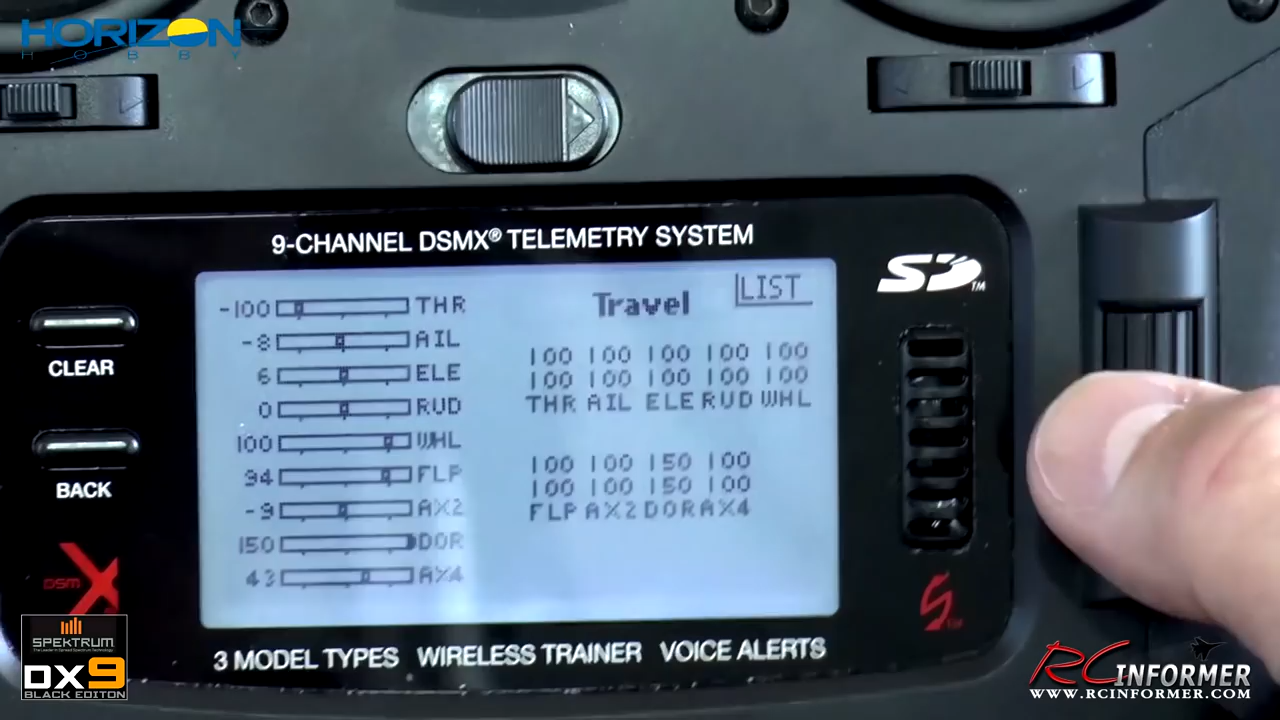 HORIZON
HOBBY
9-CHANNEL DSMX® TELEMETRY SYSTEM
SD™
CLEAR
BACK
DSM X
-100 THR
-8 AIL
6 ELE
0 RUD
100 WHL
94 FLP
-9 AX2
150 DOR
43 AX4
Travel
LIST
100 100 100 100 100
100 100 100 100 100
THR AIL ELE RUD WHL
100 100 150 100
100 100 150 100
FLP AX2 DOR AX4
3 MODEL TYPES WIRELESS TRAINER VOICE ALERTS
SPEKTRUM
DX9
BLACK EDITON
RC INFORMER
WWW.RCINFORMER.COM